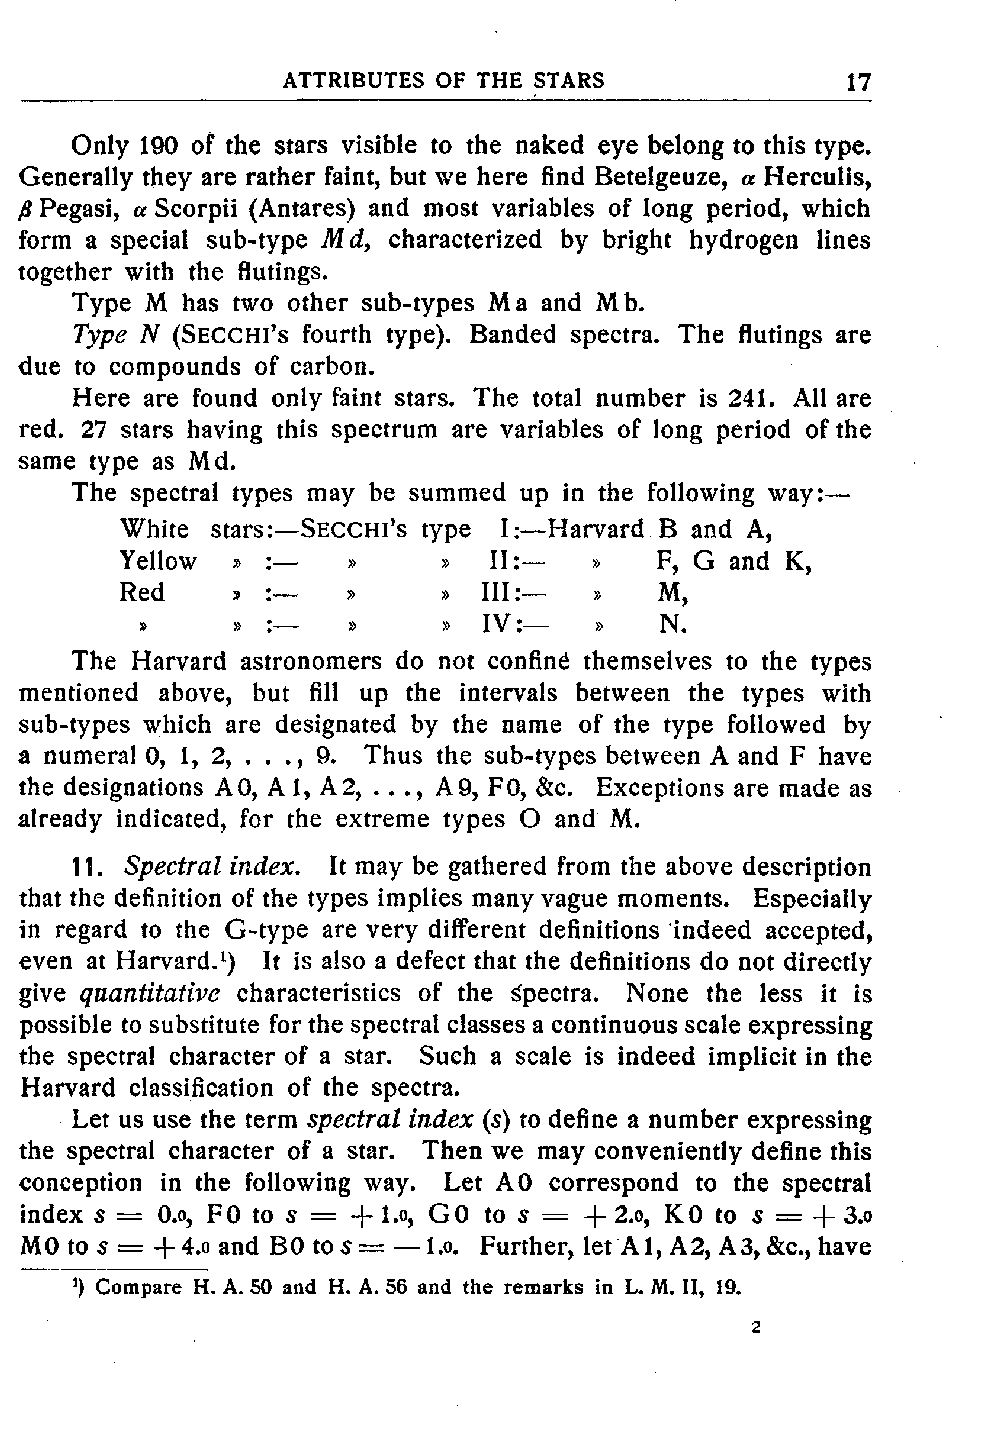 ATTRIBUTES OF THE STARS 17
Only 190 of the stars visible to the naked eye belong to this type.
Generally they are rather faint, but we here find Betelgeuze, α Herculis,
β Pegasi, α Scorpii (Antares) and most variables of long period, which
form a special sub-type Md, characterized by bright hydrogen lines
together with the flutings.
Type M has two other sub-types Ma and Mb.
Type N (SECCHI's fourth type). Banded spectra. The flutings are
due to compounds of carbon.
Here are found only faint stars. The total number is 241. All are
red. 27 stars having this spectrum are variables of long period of the
same type as Md.
The spectral types may be summed up in the following way:—
White stars:—SECCHI's type I:—Harvard B and A,
Yellow » :— » » II:— » F, G and K,
Red » :— » » III:— » M,
» » :— » » IV:— » N.
The Harvard astronomers do not confine themselves to the types
mentioned above, but fill up the intervals between the types with
sub-types which are designated by the name of the type followed by
a numeral 0, 1, 2, . . ., 9. Thus the sub-types between A and F have
the designations A0, A1, A2, ..., A9, F0, &c. Exceptions are made as
already indicated, for the extreme types O and M.
11. Spectral index. It may be gathered from the above description
that the definition of the types implies many vague moments. Especially
in regard to the G-type are very different definitions indeed accepted,
even at Harvard.¹) It is also a defect that the definitions do not directly
give quantitative characteristics of the spectra. None the less it is
possible to substitute for the spectral classes a continuous scale expressing
the spectral character of a star. Such a scale is indeed implicit in the
Harvard classification of the spectra.
Let us use the term spectral index (s) to define a number expressing
the spectral character of a star. Then we may conveniently define this
conception in the following way. Let A0 correspond to the spectral
index s = 0.0, F0 to s = +1.0, G0 to s = +2.0, K0 to s = +3.0
M0 to s = +4.0 and B0 to s = —1.0. Further, let A1, A2, A3, &c., have
¹) Compare H. A. 50 and H. A. 56 and the remarks in L. M. II, 19.
2